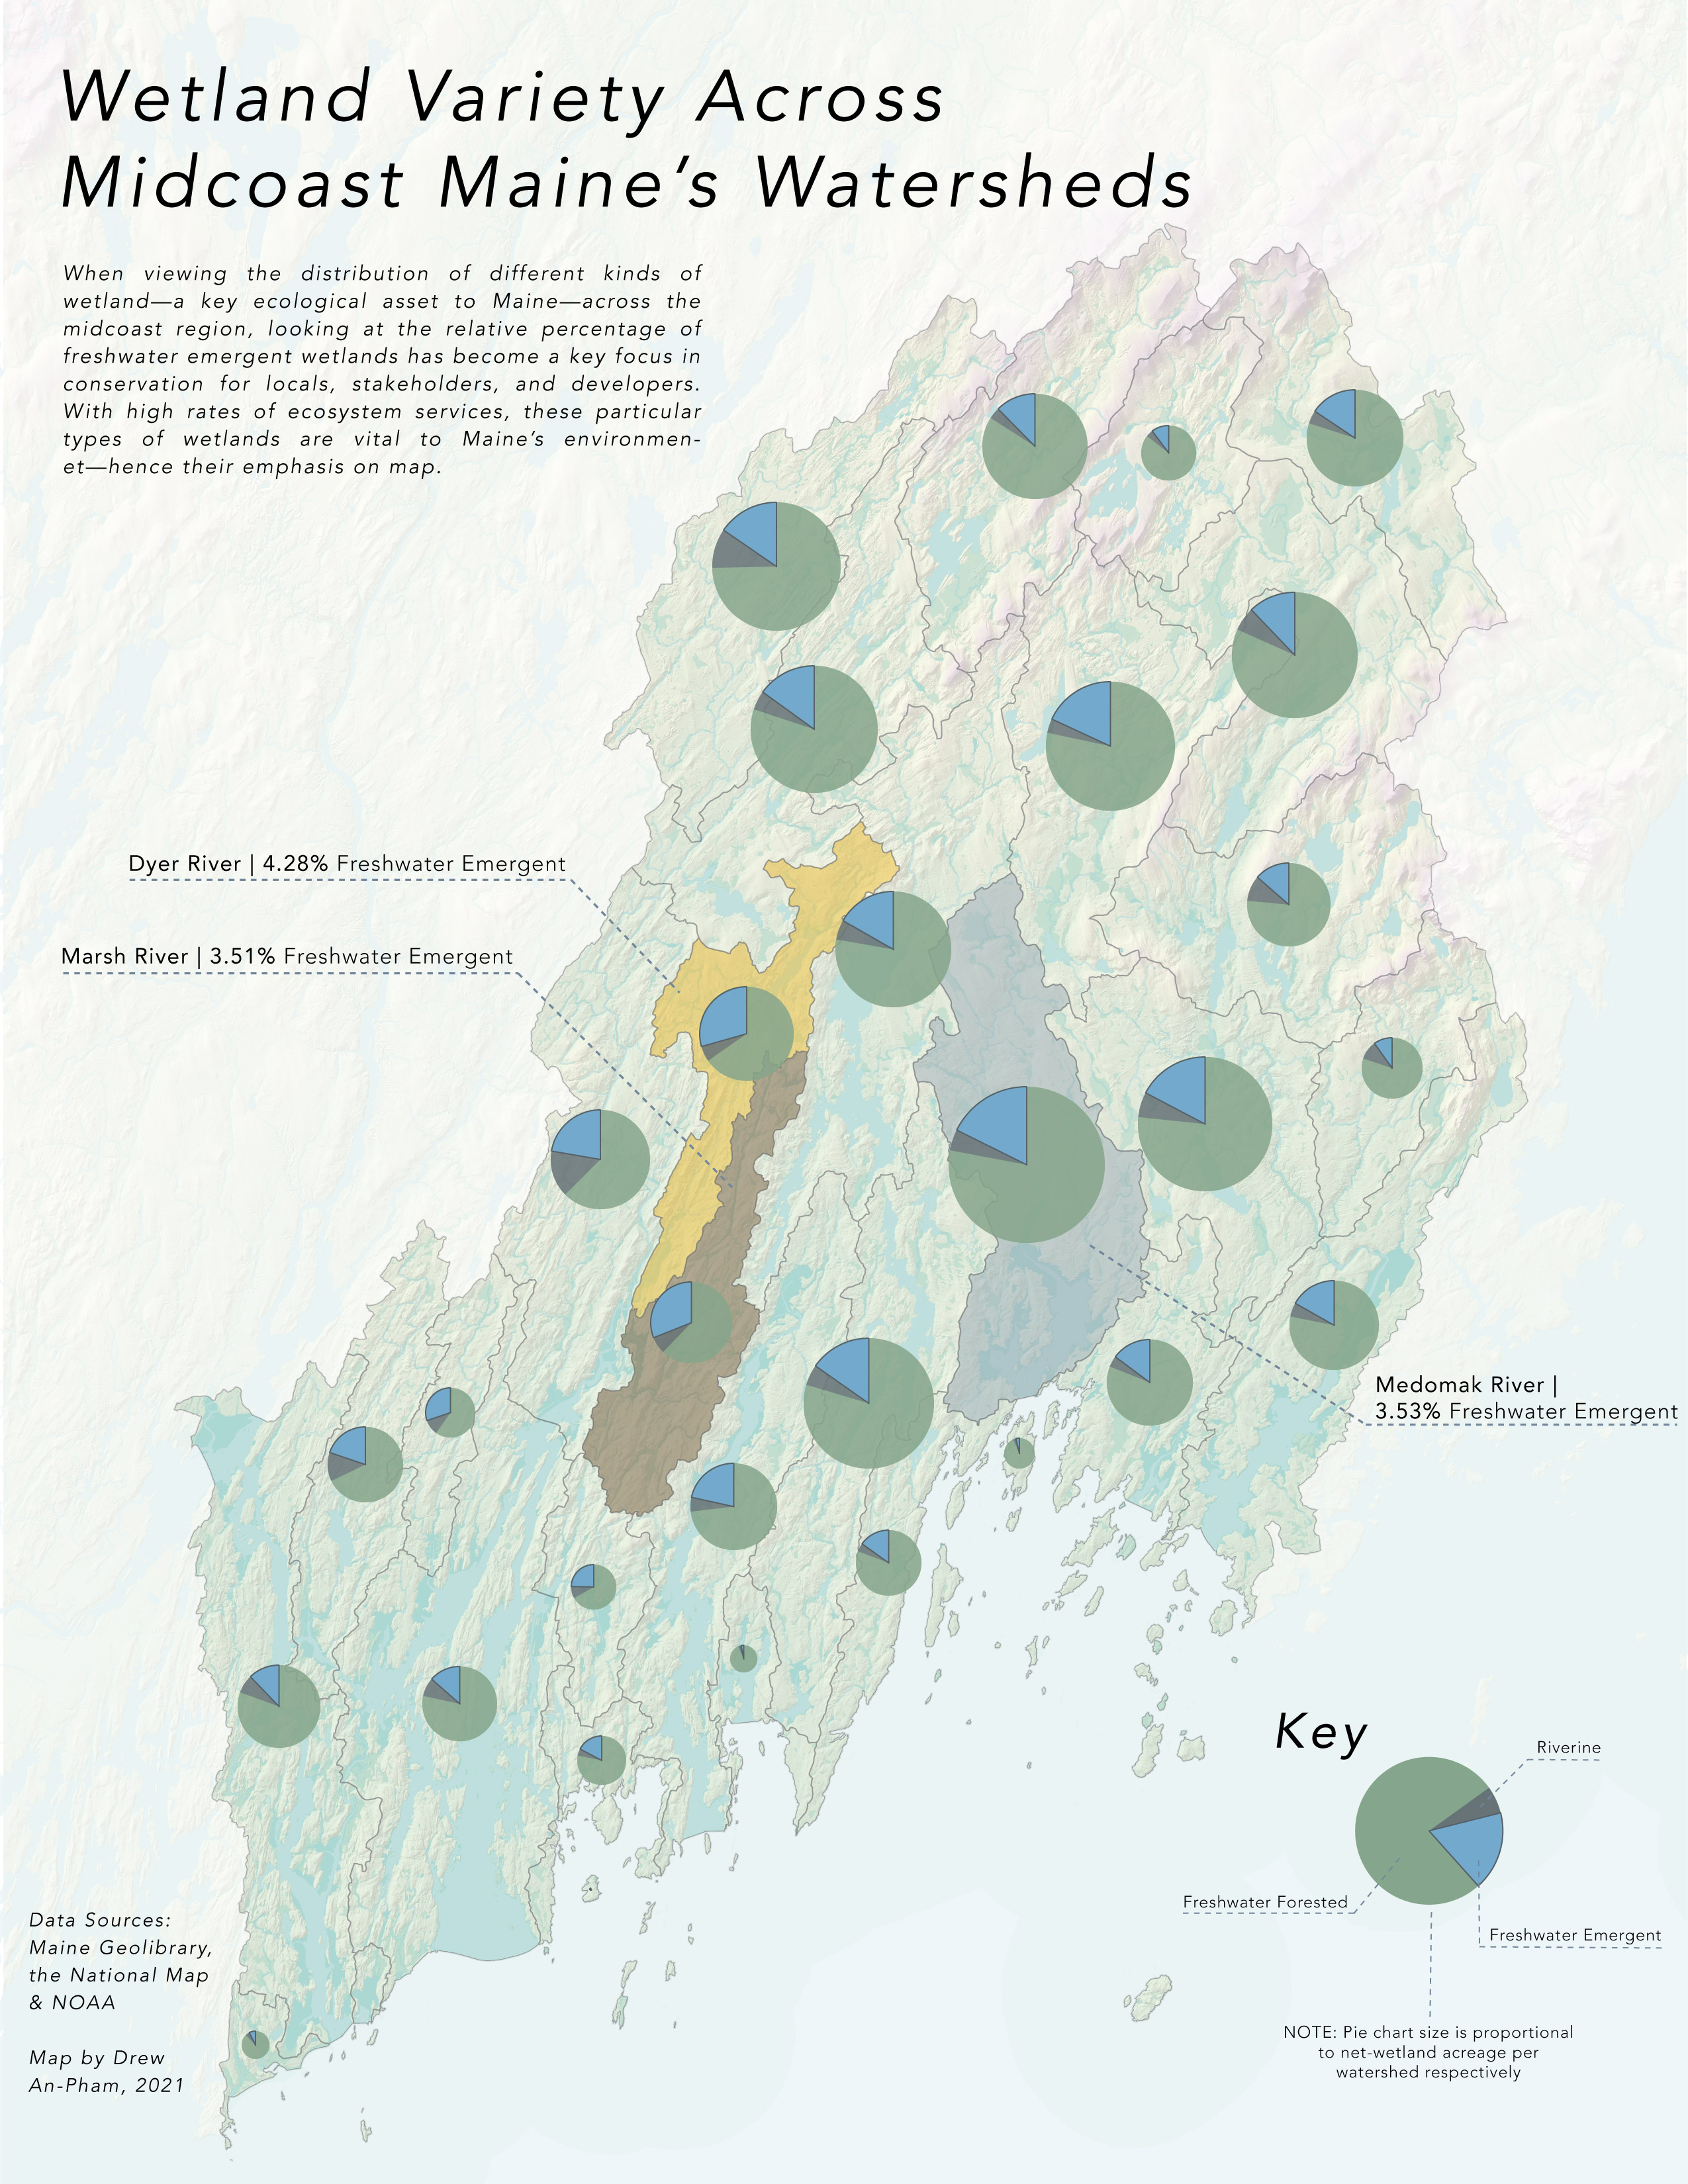 Wetland Variety Across
Midcoast Maine’s Watersheds
When viewing the distribution of different kinds of
wetland—a key ecological asset to Maine—across the
midcoast region, looking at the relative percentage of
freshwater emergent wetlands has become a key focus in
conservation for locals, stakeholders, and developers.
With high rates of ecosystem services, these particular
types of wetlands are vital to Maine’s environmen-
et—hence their emphasis on map.
Dyer River | 4.28% Freshwater Emergent
Marsh River | 3.51% Freshwater Emergent
Medomak River |
3.53% Freshwater Emergent
Key
Riverine
Freshwater Forested
Freshwater Emergent
NOTE: Pie chart size is proportional
to net-wetland acreage per
watershed respectively
Data Sources:
Maine Geolibrary,
the National Map
& NOAA
Map by Drew
An-Pham, 2021